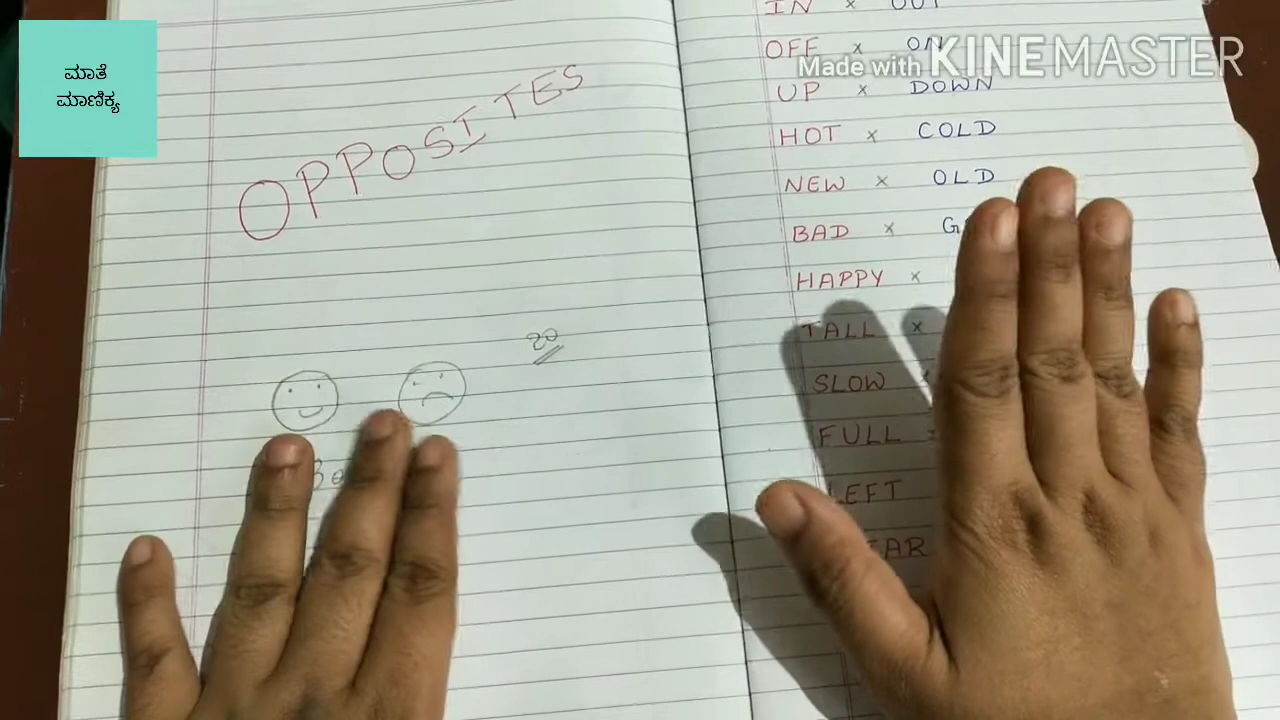 ಮಾತೆ
ಮಾಣಿಕ್ಯ
Made with KINEMASTER
OPPOSITES
20
IN × OUT
OFF × ON
UP × DOWN
HOT × COLD
NEW × OLD
BAD ×
HAPPY ×
TALL ×
SLOW
FULL
LEFT